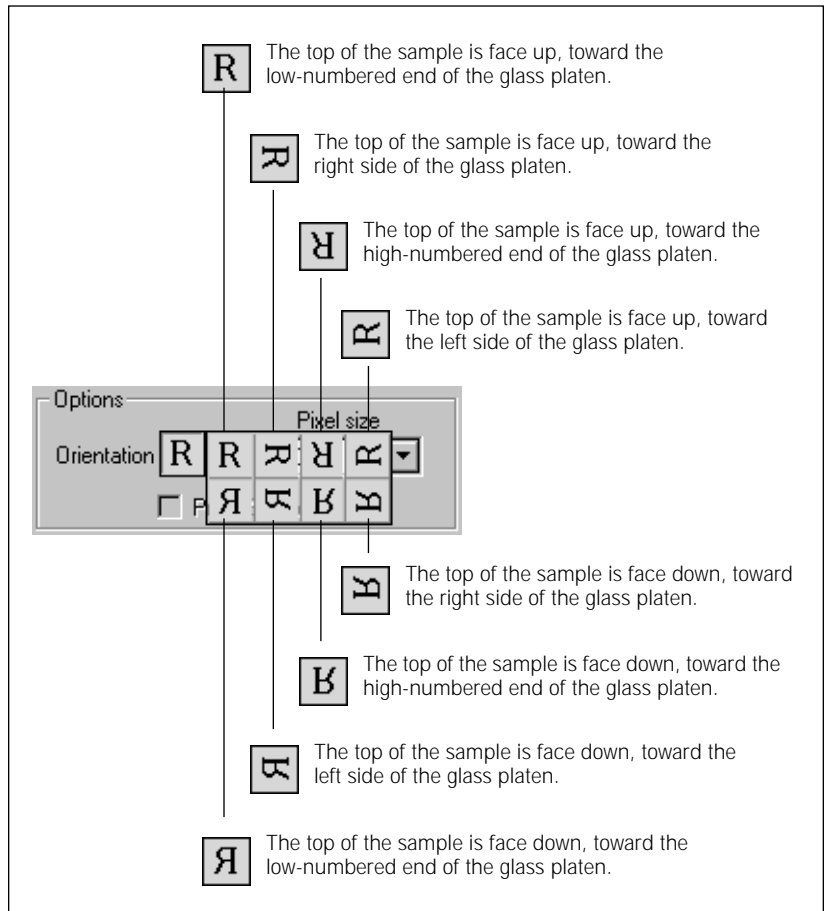 R
The top of the sample is face up, toward the
low-numbered end of the glass platen.
R
The top of the sample is face up, toward the
right side of the glass platen.
R
The top of the sample is face up, toward the
high-numbered end of the glass platen.
R
The top of the sample is face up, toward
the left side of the glass platen.
Options
Pixel size
Orientation R R R R R
R R R R
R
The top of the sample is face down, toward
the right side of the glass platen.
R
The top of the sample is face down, toward the
high-numbered end of the glass platen.
R
The top of the sample is face down, toward the
left side of the glass platen.
R
The top of the sample is face down, toward the
low-numbered end of the glass platen.